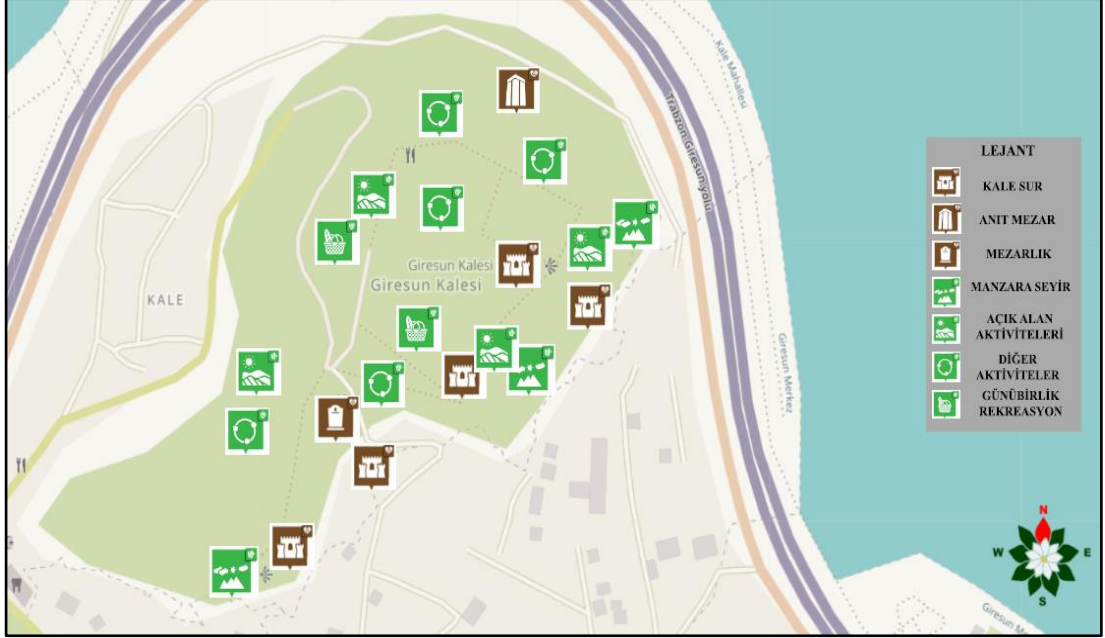 Kale Mahallesi
Trabzon-Giresun yolu
Giresun Kalesi
Giresun Kalesi
KALE
Giresun Merkez
LEJANT
KALE SUR
ANIT MEZAR
MEZARLIK
MANZARA SEYİR
AÇIK ALAN
AKTİVİTELERİ
DİĞER
AKTİVİTELER
GÜNÜBİRLİK
REKREASYON
N
W
E
S
Giresun